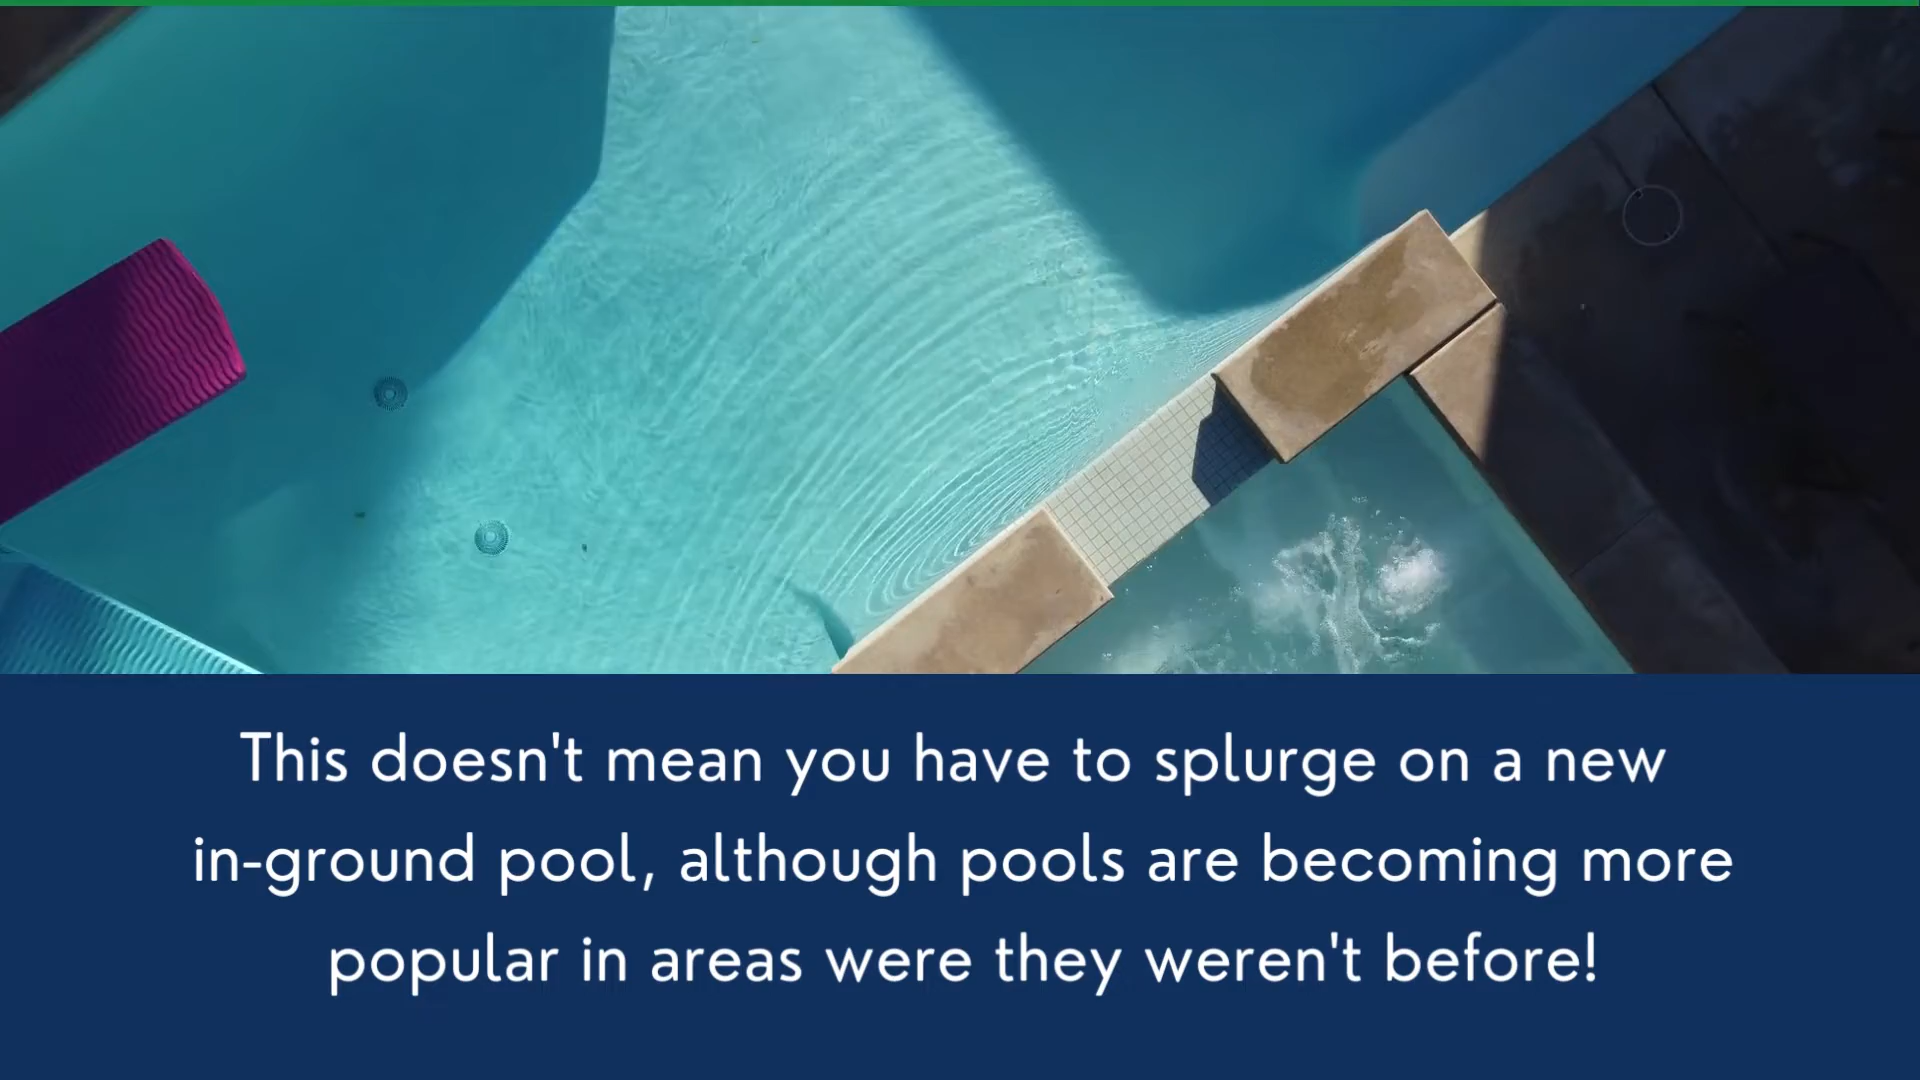 This doesn't mean you have to splurge on a new
in-ground pool, although pools are becoming more
popular in areas were they weren't before!